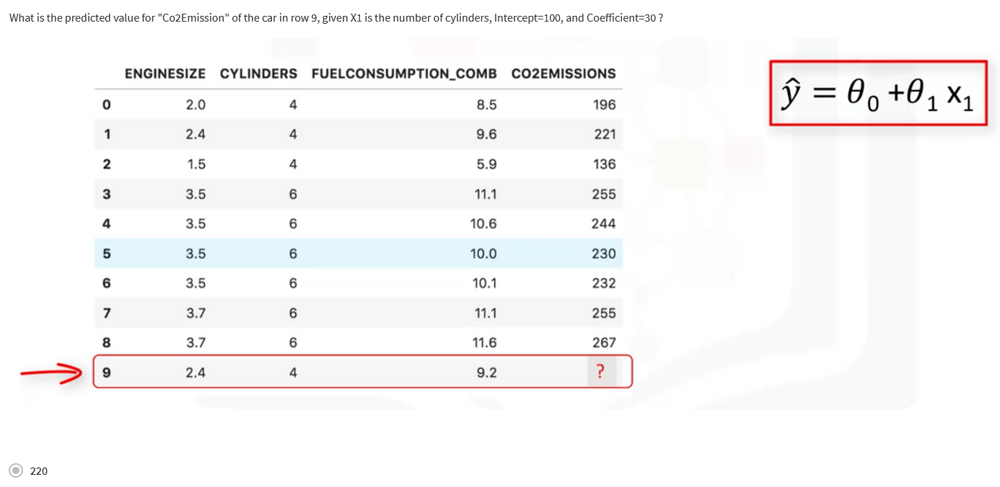 What is the predicted value for "Co2Emission" of the car in row 9, given X1 is the number of cylinders, Intercept=100, and Coefficient=30 ?
ENGINESIZE CYLINDERS FUELCONSUMPTION_COMB CO2EMISSIONS
ŷ = θ₀ +θ₁ x₁
0 2.0 4 8.5 196
1 2.4 4 9.6 221
2 1.5 4 5.9 136
3 3.5 6 11.1 255
4 3.5 6 10.6 244
5 3.5 6 10.0 230
6 3.5 6 10.1 232
7 3.7 6 11.1 255
8 3.7 6 11.6 267
9 2.4 4 9.2 ?
220